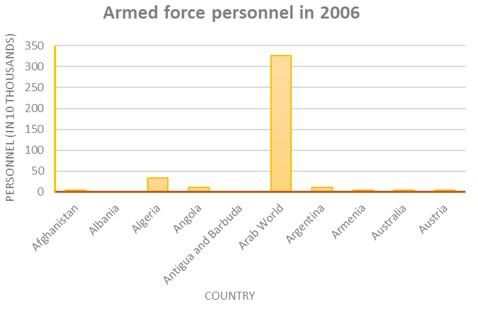 Armed force personnel in 2006
PERSONNEL (IN 10 THOUSANDS)
350
300
250
200
150
100
50
0
Afghanistan
Albania
Algeria
Angola
Antigua and Barbuda
Arab World
Argentina
Armenia
Australia
Austria
COUNTRY